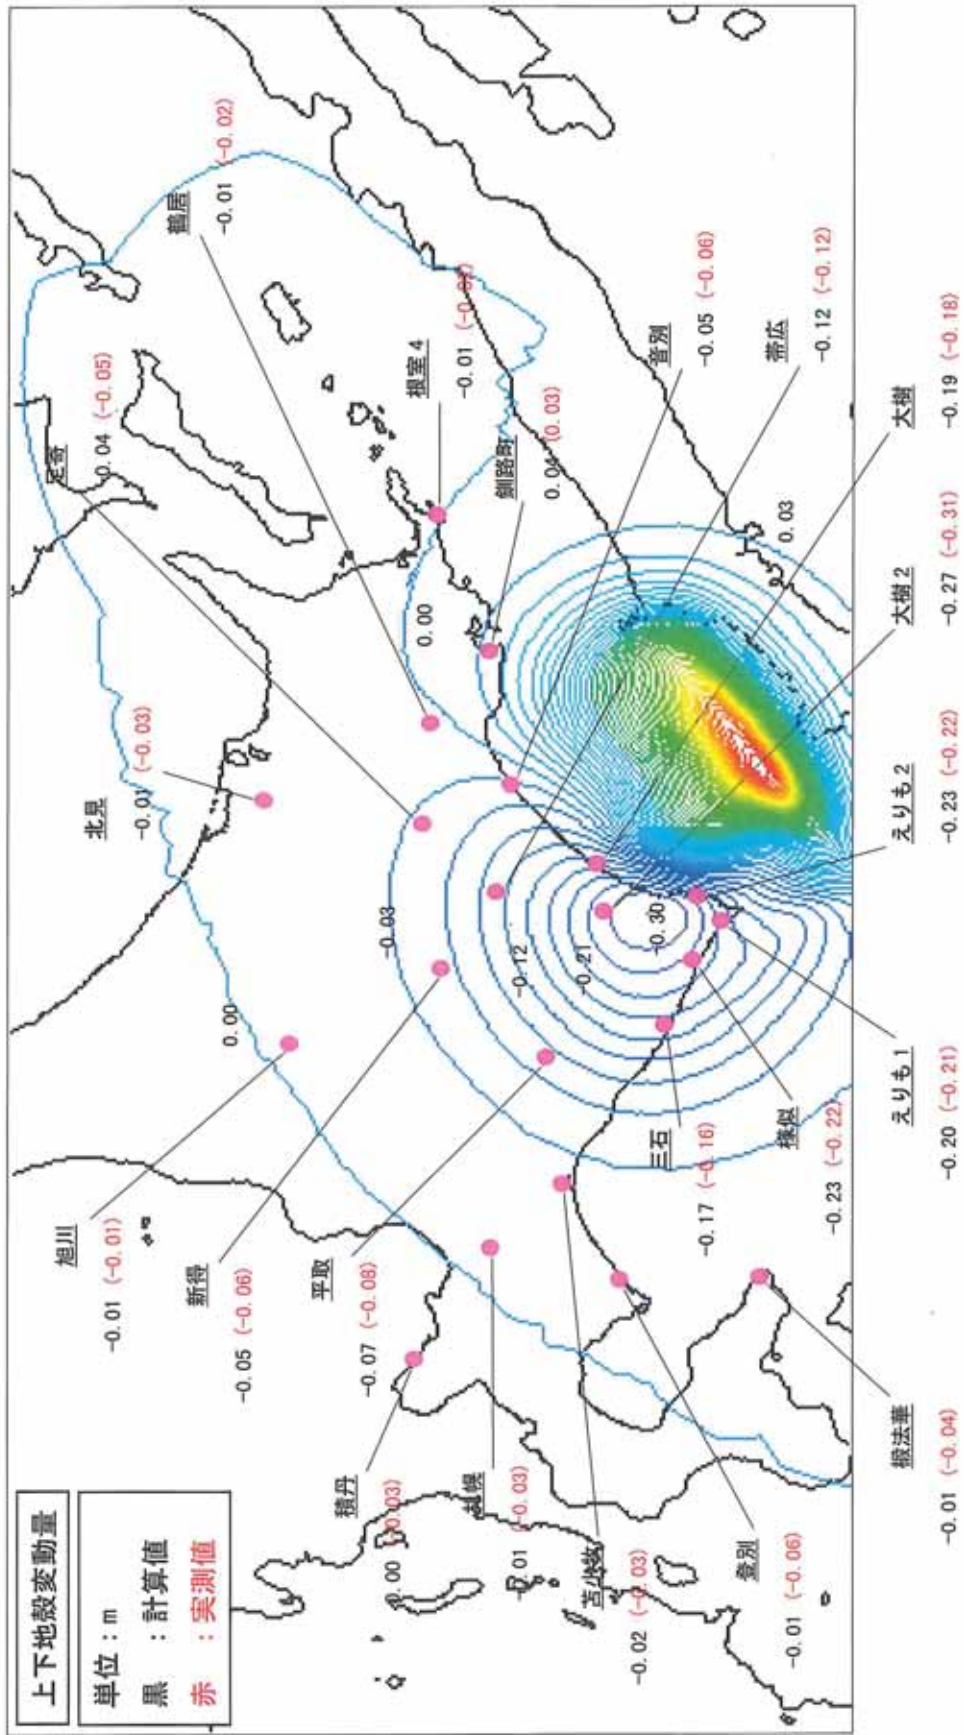 上下地殻変動量
単位:m
黒 :計算値
赤 :実測値
旭川
-0.01 (-0.01)
新得
-0.05 (-0.06)
平取
-0.07 (-0.08)
積丹
0.00
札幌
-0.01 (-0.03)
苫小牧
-0.02 (-0.03)
登別
-0.01 (-0.06)
椴法華
-0.01 (-0.04)
三石
-0.17 (-0.16)
様似
-0.23 (-0.22)
えりも1
-0.20 (-0.21)
えりも2
-0.23 (-0.22)
大樹2
-0.27 (-0.31)
大樹
-0.19 (-0.18)
帯広
-0.12 (-0.12)
音別
-0.05 (-0.06)
釧路町
0.04 (0.03)
根室4
-0.01
鶴居
-0.01 (-0.02)
足寄
0.04 (-0.05)
北見
-0.01 (-0.03)
0.00
-0.03
-0.12
-0.21
-0.30
0.00
0.03